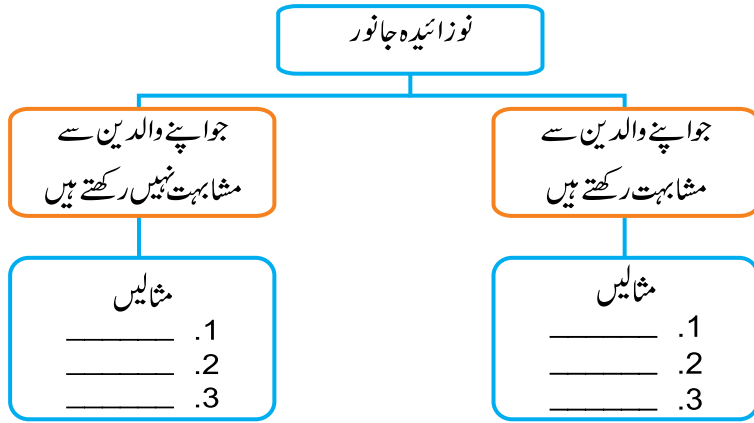 نوزائیدہ جانور
جو اپنے والدین سے
مشابہت رکھتے ہیں
جو اپنے والدین سے
مشابہت نہیں رکھتے ہیں
مثالیں
1. ______
2. ______
3. ______
مثالیں
1. ______
2. ______
3. ______